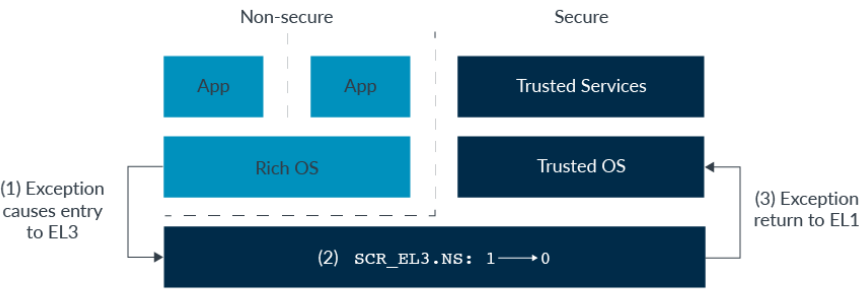 Non-secure
Secure
App
App
Trusted Services
Rich OS
Trusted OS
(1) Exception
causes entry
to EL3
(3) Exception
return to EL1
(2) SCR_EL3.NS: 1⟶0